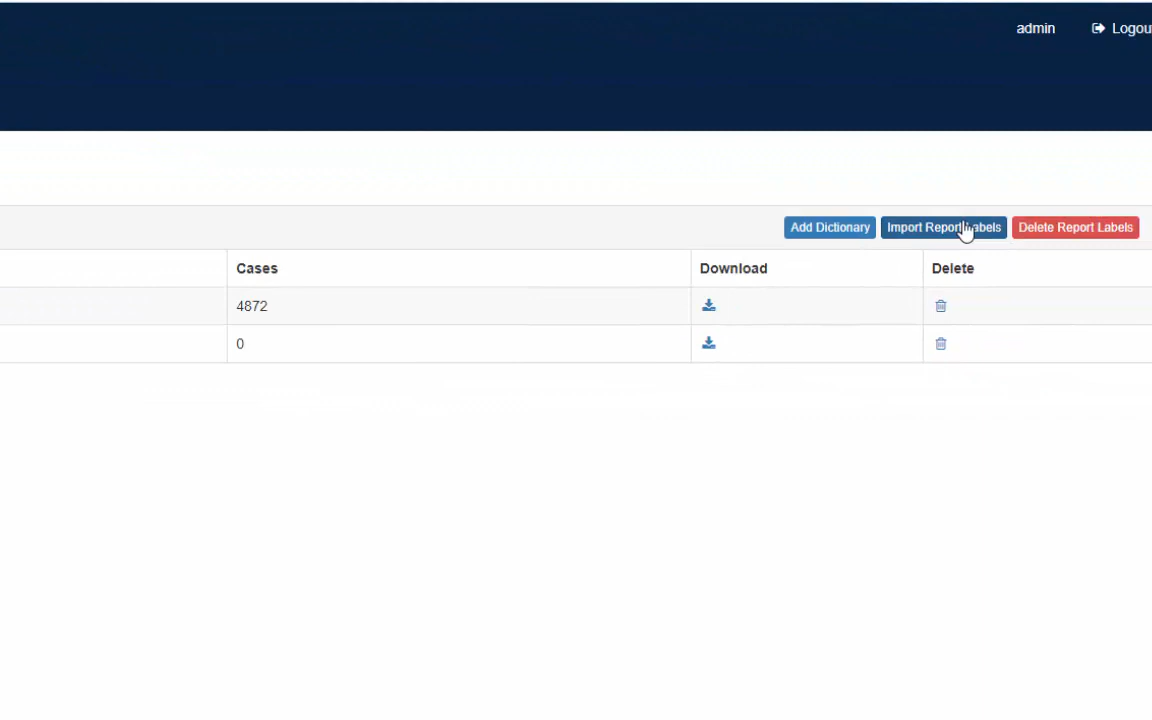 admin Logou
Add Dictionary Import Report Labels Delete Report Labels
Cases Download Delete
4872
0